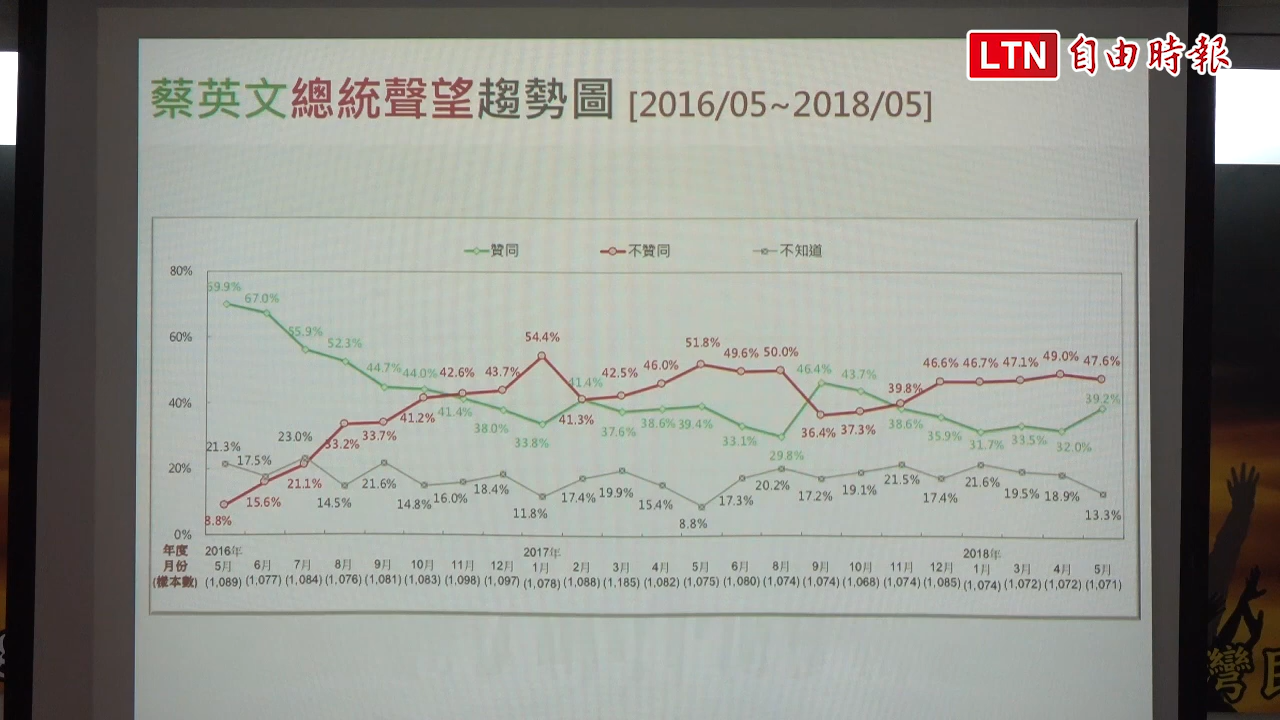 LTN 自由時報
蔡英文總統聲望趨勢圖 [2016/05~2018/05]
贊同 不贊同 不知道
80%
60%
40%
20%
0%
69.9% 67.0% 55.9% 52.3% 44.7% 44.0% 41.4% 38.0% 33.8% 41.4% 37.6% 38.6% 39.4% 33.1% 29.8% 46.4% 43.7% 38.6% 35.9% 31.7% 33.5% 32.0% 39.2%
8.8% 15.6% 21.1% 33.2% 33.7% 41.2% 42.6% 43.7% 54.4% 41.3% 42.5% 46.0% 51.8% 49.6% 50.0% 36.4% 37.3% 39.8% 46.6% 46.7% 47.1% 49.0% 47.6%
21.3% 17.5% 23.0% 14.5% 21.6% 14.8% 16.0% 18.4% 11.8% 17.4% 19.9% 15.4% 8.8% 17.3% 20.2% 17.2% 19.1% 21.5% 17.4% 21.6% 19.5% 18.9% 13.3%
年度 2016年 2017年 2018年
月份 5月 6月 7月 8月 9月 10月 11月 12月 1月 2月 3月 4月 5月 6月 7月 8月 9月 10月 11月 12月 1月 3月 4月 5月
(樣本數) (1,089) (1,077) (1,084) (1,076) (1,081) (1,083) (1,098) (1,097) (1,078) (1,088) (1,185) (1,082) (1,075) (1,080) (1,074) (1,074) (1,068) (1,074) (1,085) (1,074) (1,072) (1,072) (1,071)
灣